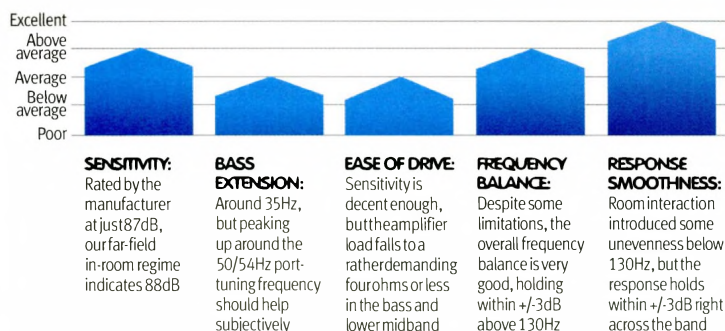 Excellent
Above
average
Average
Below
average
Poor
SENSITIVITY:
Rated by the
manufacturer
at just 87dB,
our far-field
in-room regime
indicates 88dB
BASS
EXTENSION:
Around 35Hz,
but peaking
up around the
50/54Hz port-
tuning frequency
should help
subjectively
EASE OF DRIVE:
Sensitivity is
decent enough,
but the amplifier
load falls to a
rather demanding
four ohms or less
in the bass and
lower midband
FREQUENCY
BALANCE:
Despite some
limitations, the
overall frequency
balance is very
good, holding
within +/-3dB
above 130Hz
RESPONSE
SMOOTHNESS:
Room interaction
introduced some
unevenness below
130Hz, but the
response holds
within +/-3dB right
across the band